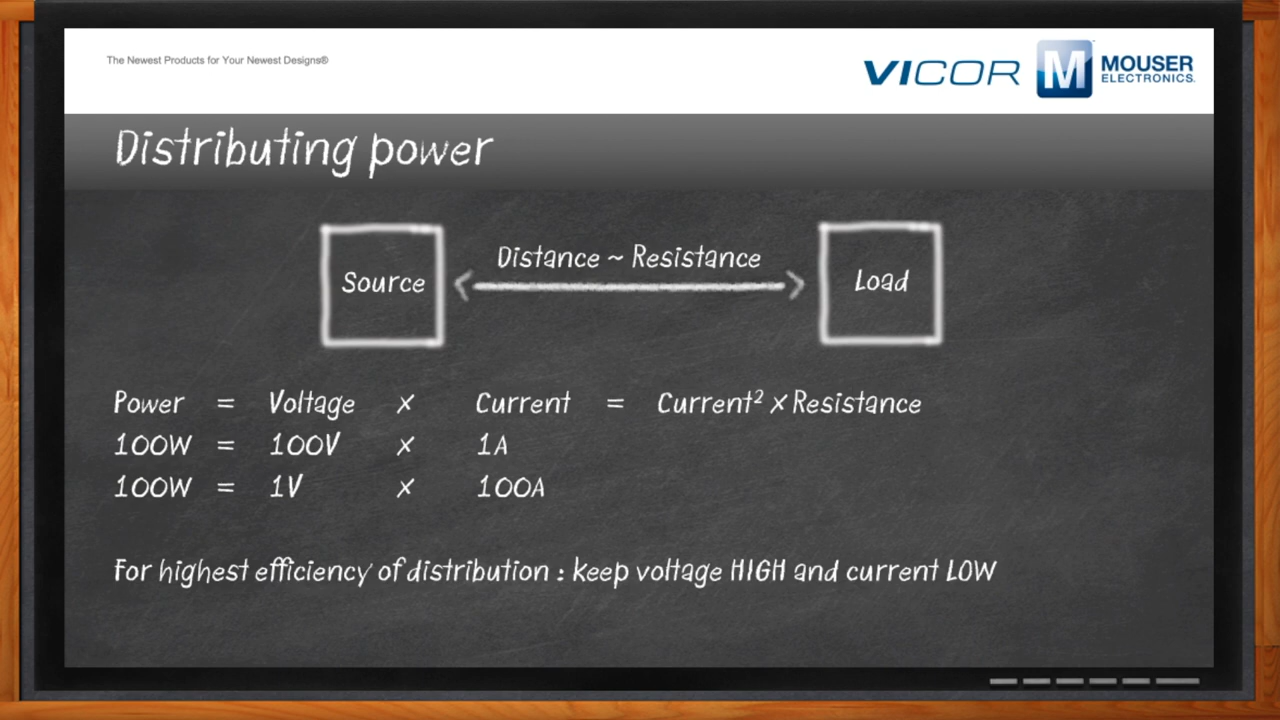 The Newest Products for Your Newest Designs®
VICOR
M
MOUSER
ELECTRONICS
Distributing power
Source
Distance ~ Resistance
Load
Power = Voltage × Current = Current² × Resistance
100W = 100V × 1A
100W = 1V × 100A
For highest efficiency of distribution : keep voltage HIGH and current LOW